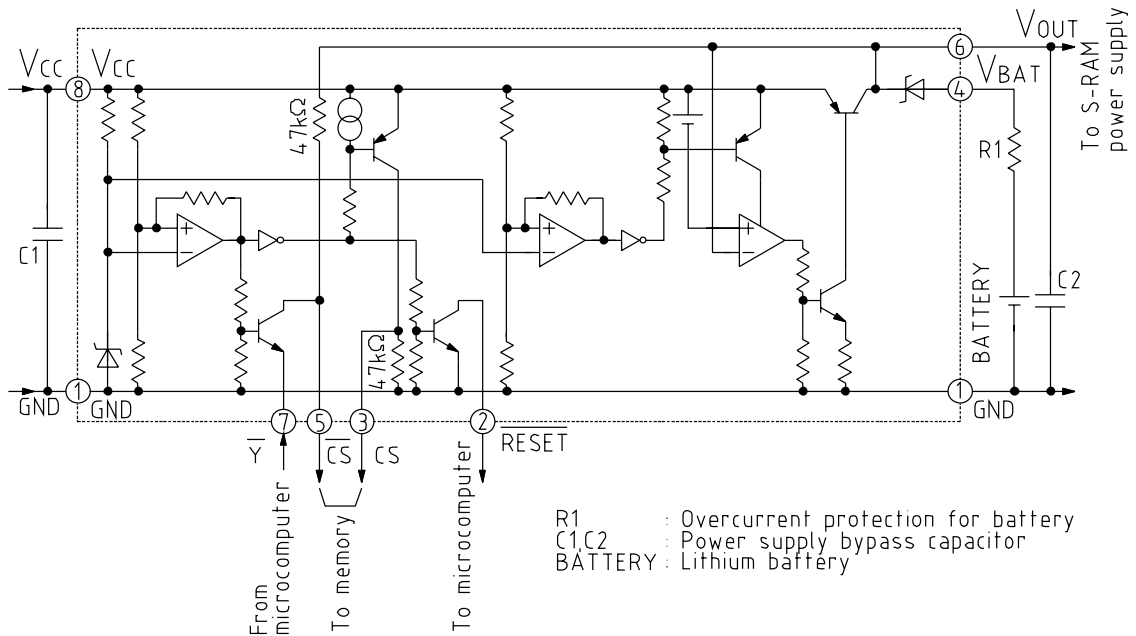 VOUT
To S-RAM
power supply
VCC
VCC
VBAT
8
6
4
47kΩ
R1
+
−
+
−
+
−
C1
C2
BATTERY
47kΩ
1
1
GND
GND
GND
7
5
3
2
Y
CS
CS
RESET
From
microcomputer
To memory
To microcomputer
R1 : Overcurrent protection for battery
C1,C2 : Power supply bypass capacitor
BATTERY : Lithium battery